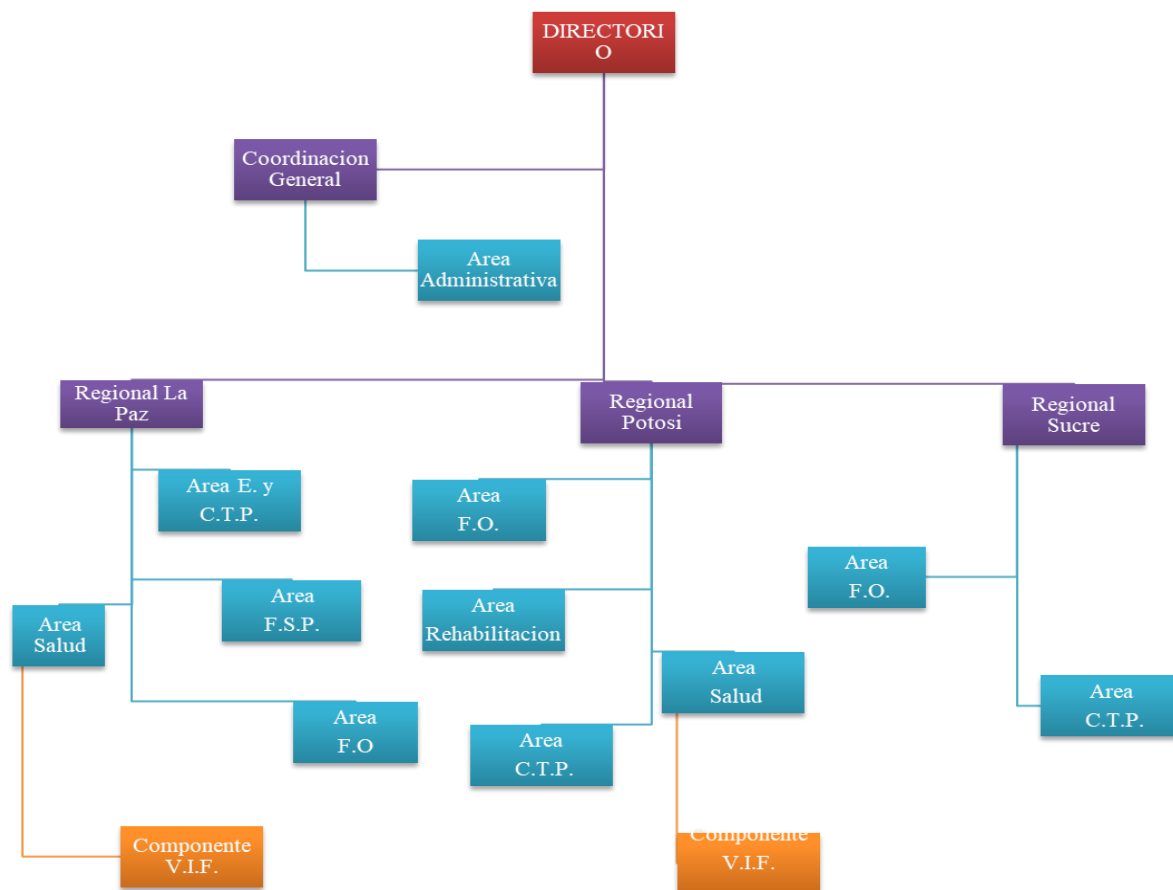 DIRECTORI
O
Coordinacion
General
Area
Administrativa
Regional La
Paz
Regional
Potosi
Regional
Sucre
Area E. y
C.T.P.
Area
F.O.
Area
F.O.
Area
F.S.P.
Area
Rehabilitacion
Area
Salud
Area
Salud
Area
C.T.P.
Area
F.O
Area
C.T.P.
Componente
V.I.F.
Componente
V.I.F.